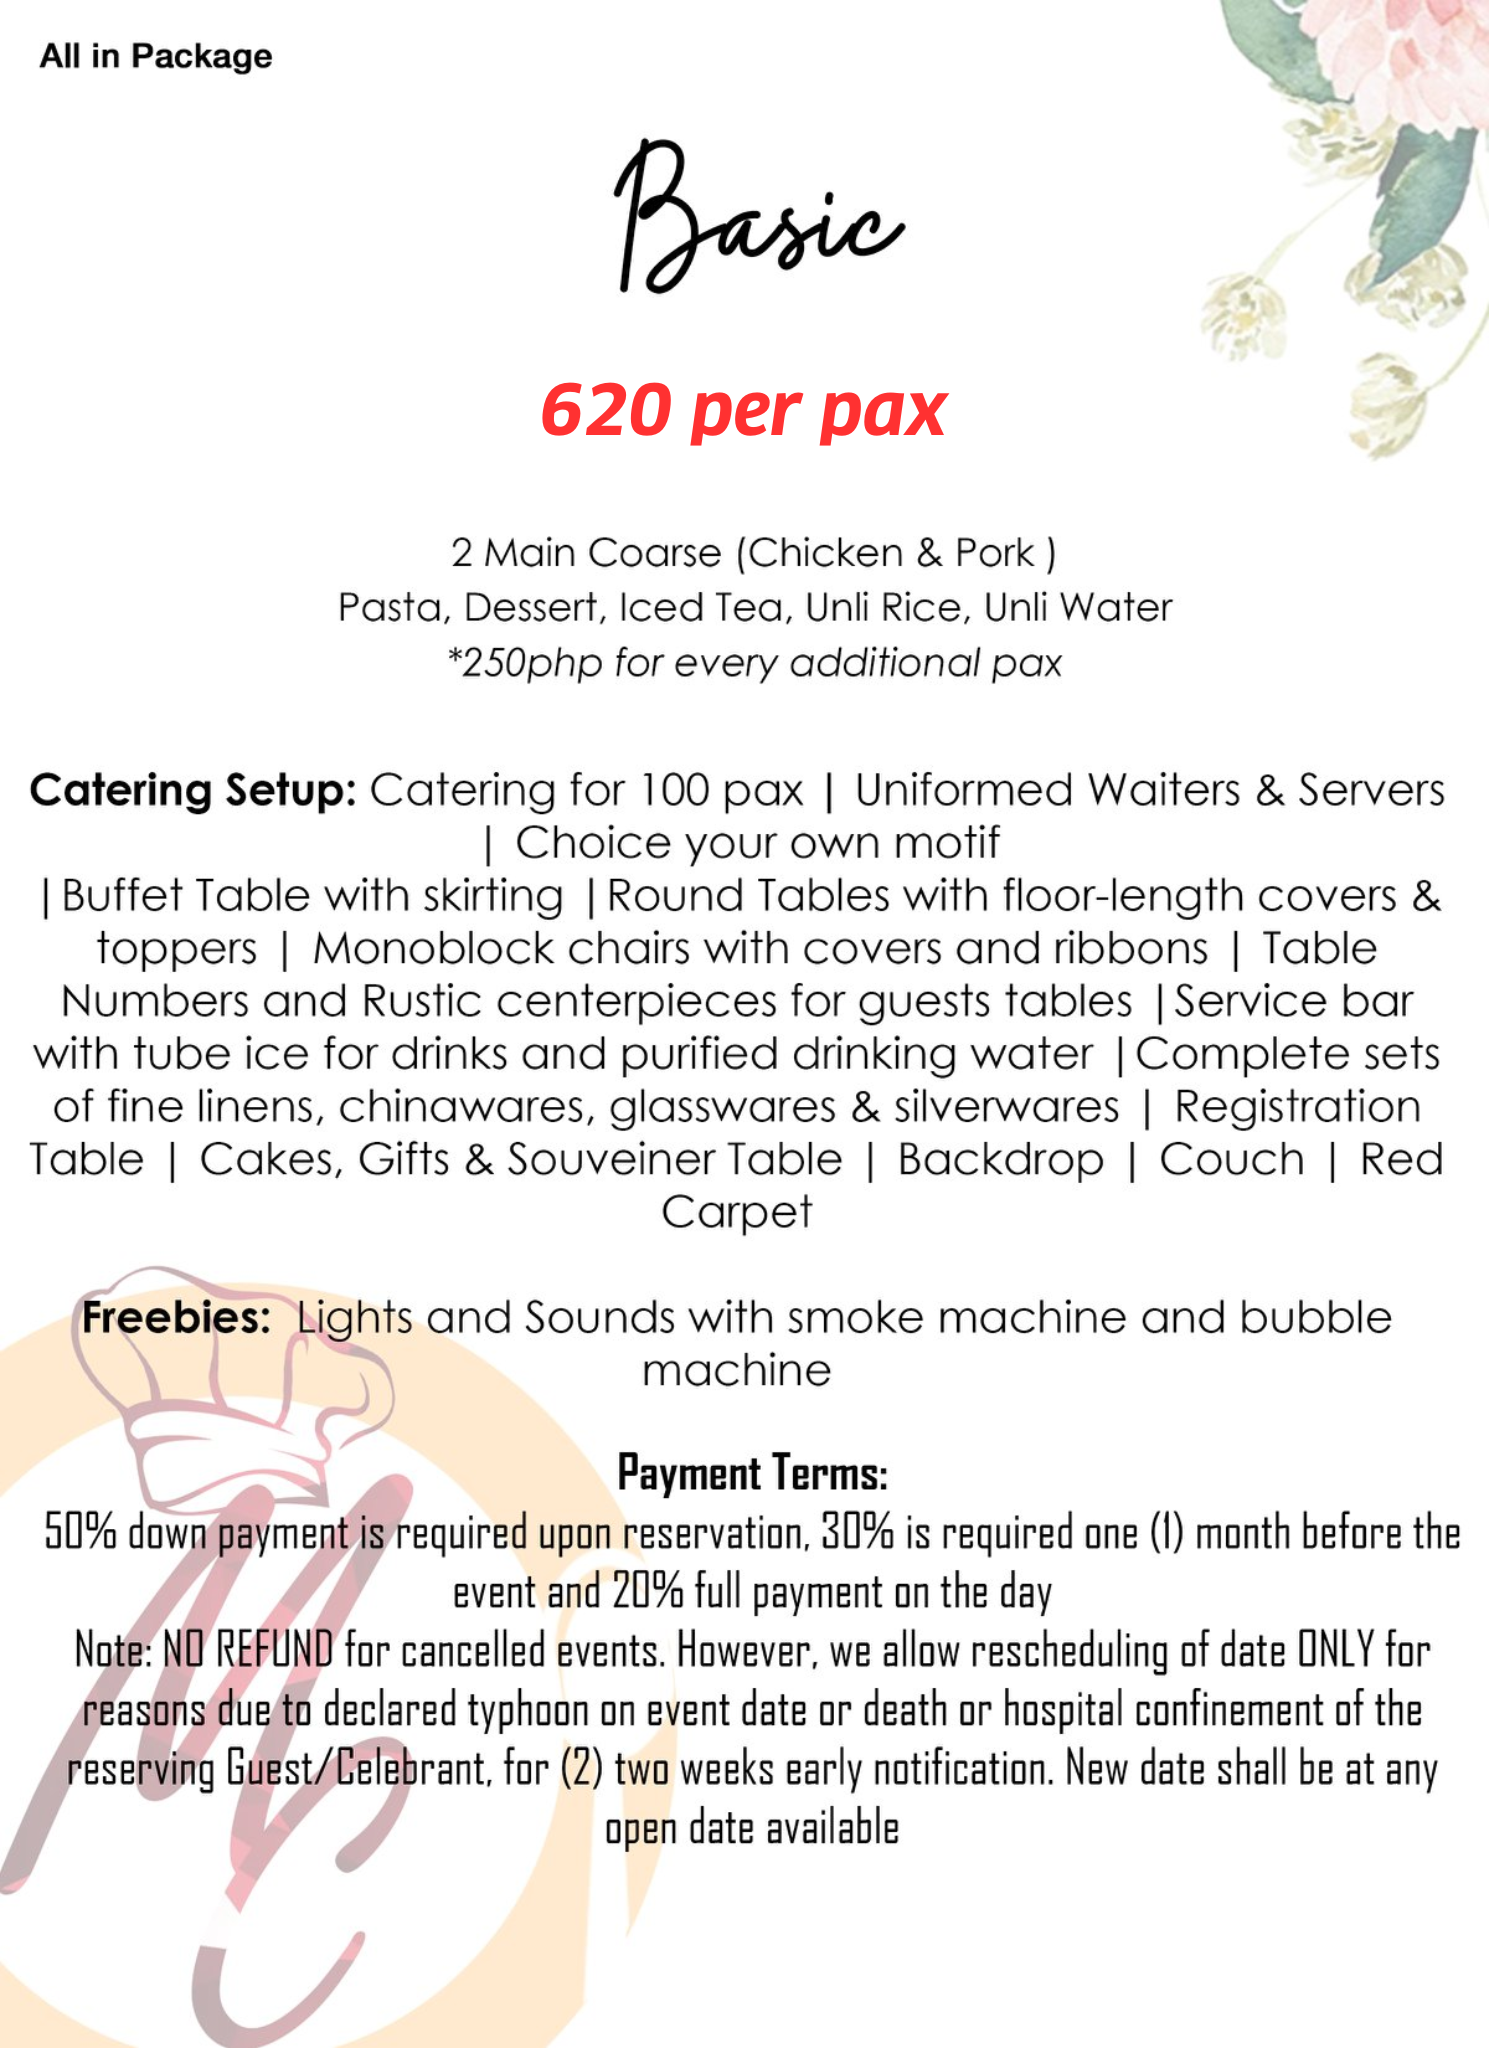 All in Package
Basic
620 per pax
2 Main Coarse (Chicken & Pork )
Pasta, Dessert, Iced Tea, Unli Rice, Unli Water
*250php for every additional pax
Catering Setup: Catering for 100 pax | Uniformed Waiters & Servers
| Choice your own motif
|Buffet Table with skirting |Round Tables with floor-length covers &
toppers | Monoblock chairs with covers and ribbons | Table
Numbers and Rustic centerpieces for guests tables |Service bar
with tube ice for drinks and purified drinking water |Complete sets
of fine linens, chinawares, glasswares & silverwares | Registration
Table | Cakes, Gifts & Souveiner Table | Backdrop | Couch | Red
Carpet
Freebies: Lights and Sounds with smoke machine and bubble
machine
Payment Terms:
50% down payment is required upon reservation, 30% is required one (1) month before the
event and 20% full payment on the day
Note: NO REFUND for cancelled events. However, we allow rescheduling of date ONLY for
reasons due to declared typhoon on event date or death or hospital confinement of the
reserving Guest/Celebrant, for (2) two weeks early notification. New date shall be at any
open date available
MC